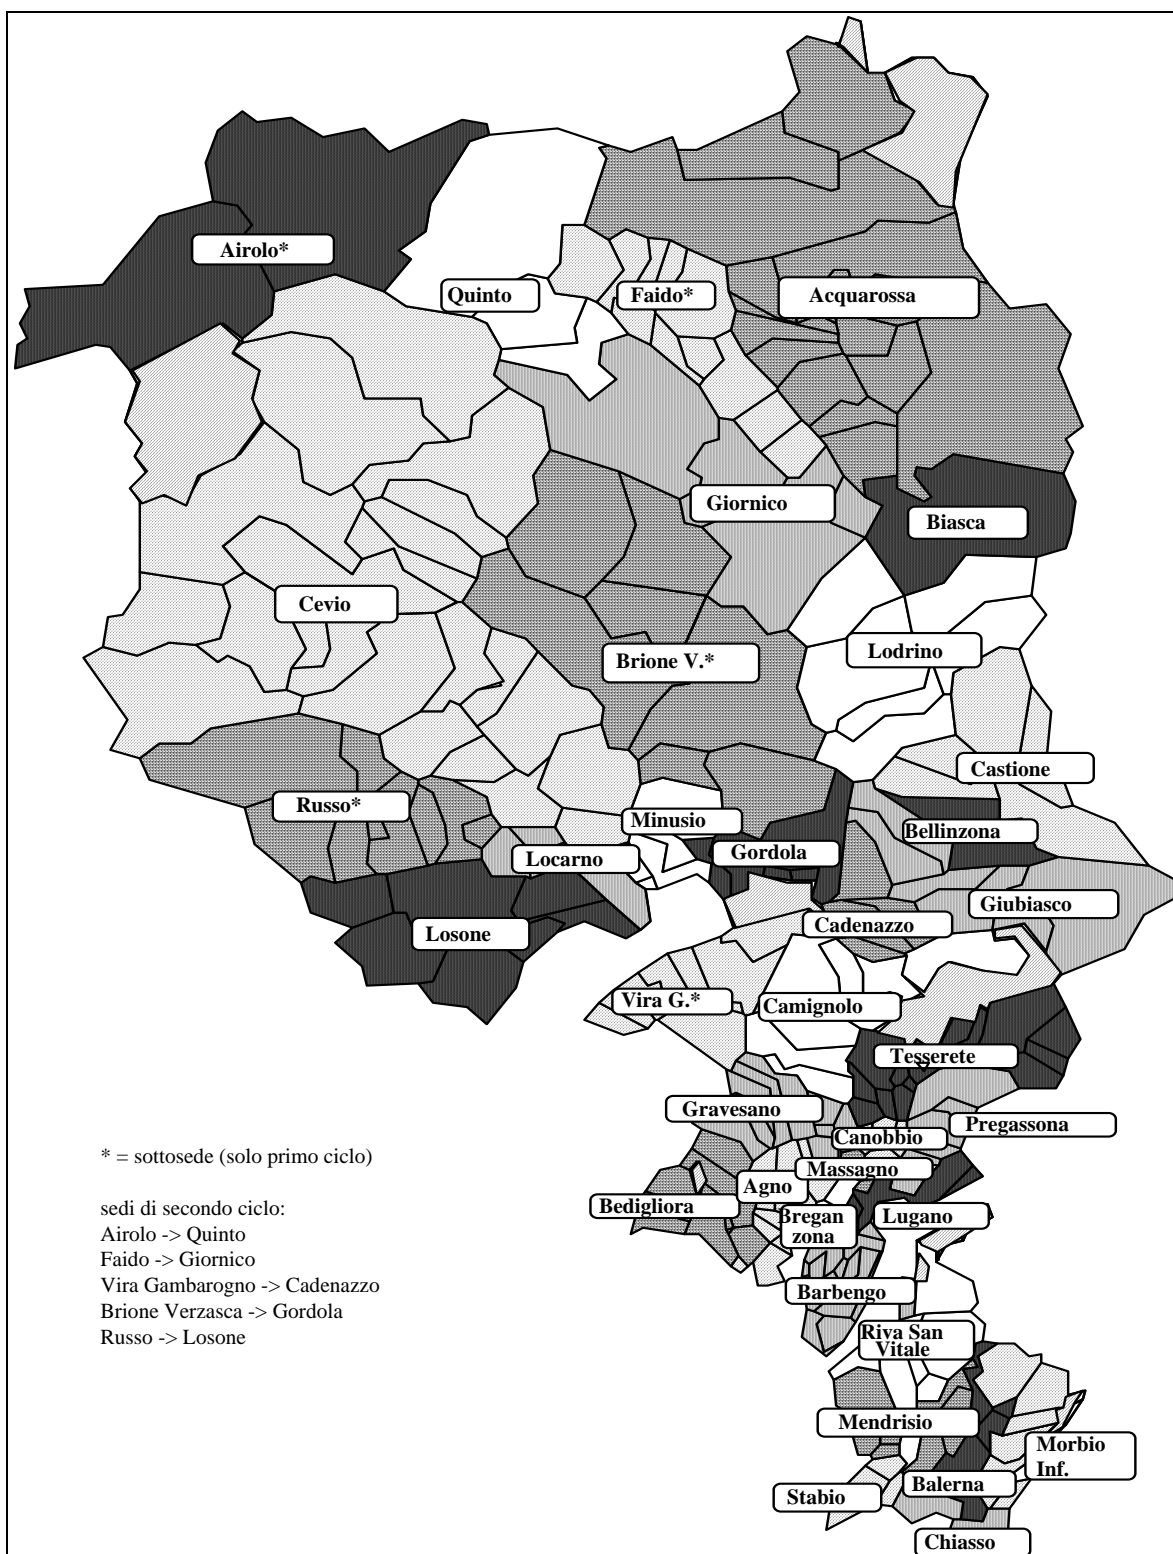 Airolo*
Quinto
Faido*
Acquarossa
Giornico
Biasca
Cevio
Brione V.*
Lodrino
Castione
Russo*
Minusio
Bellinzona
Locarno
Gordola
Giubiasco
Losone
Cadenazzo
Vira G.*
Camignolo
Tesserete
Gravesano
Pregassona
Canobbio
Massagno
Agno
Bedigliora
Bregan
zona
Lugano
Barbengo
Riva San
Vitale
Mendrisio
Morbio
Inf.
Balerna
Stabio
Chiasso
* = sottosede (solo primo ciclo)
sedi di secondo ciclo:
Airolo -> Quinto
Faido -> Giornico
Vira Gambarogno -> Cadenazzo
Brione Verzasca -> Gordola
Russo -> Losone